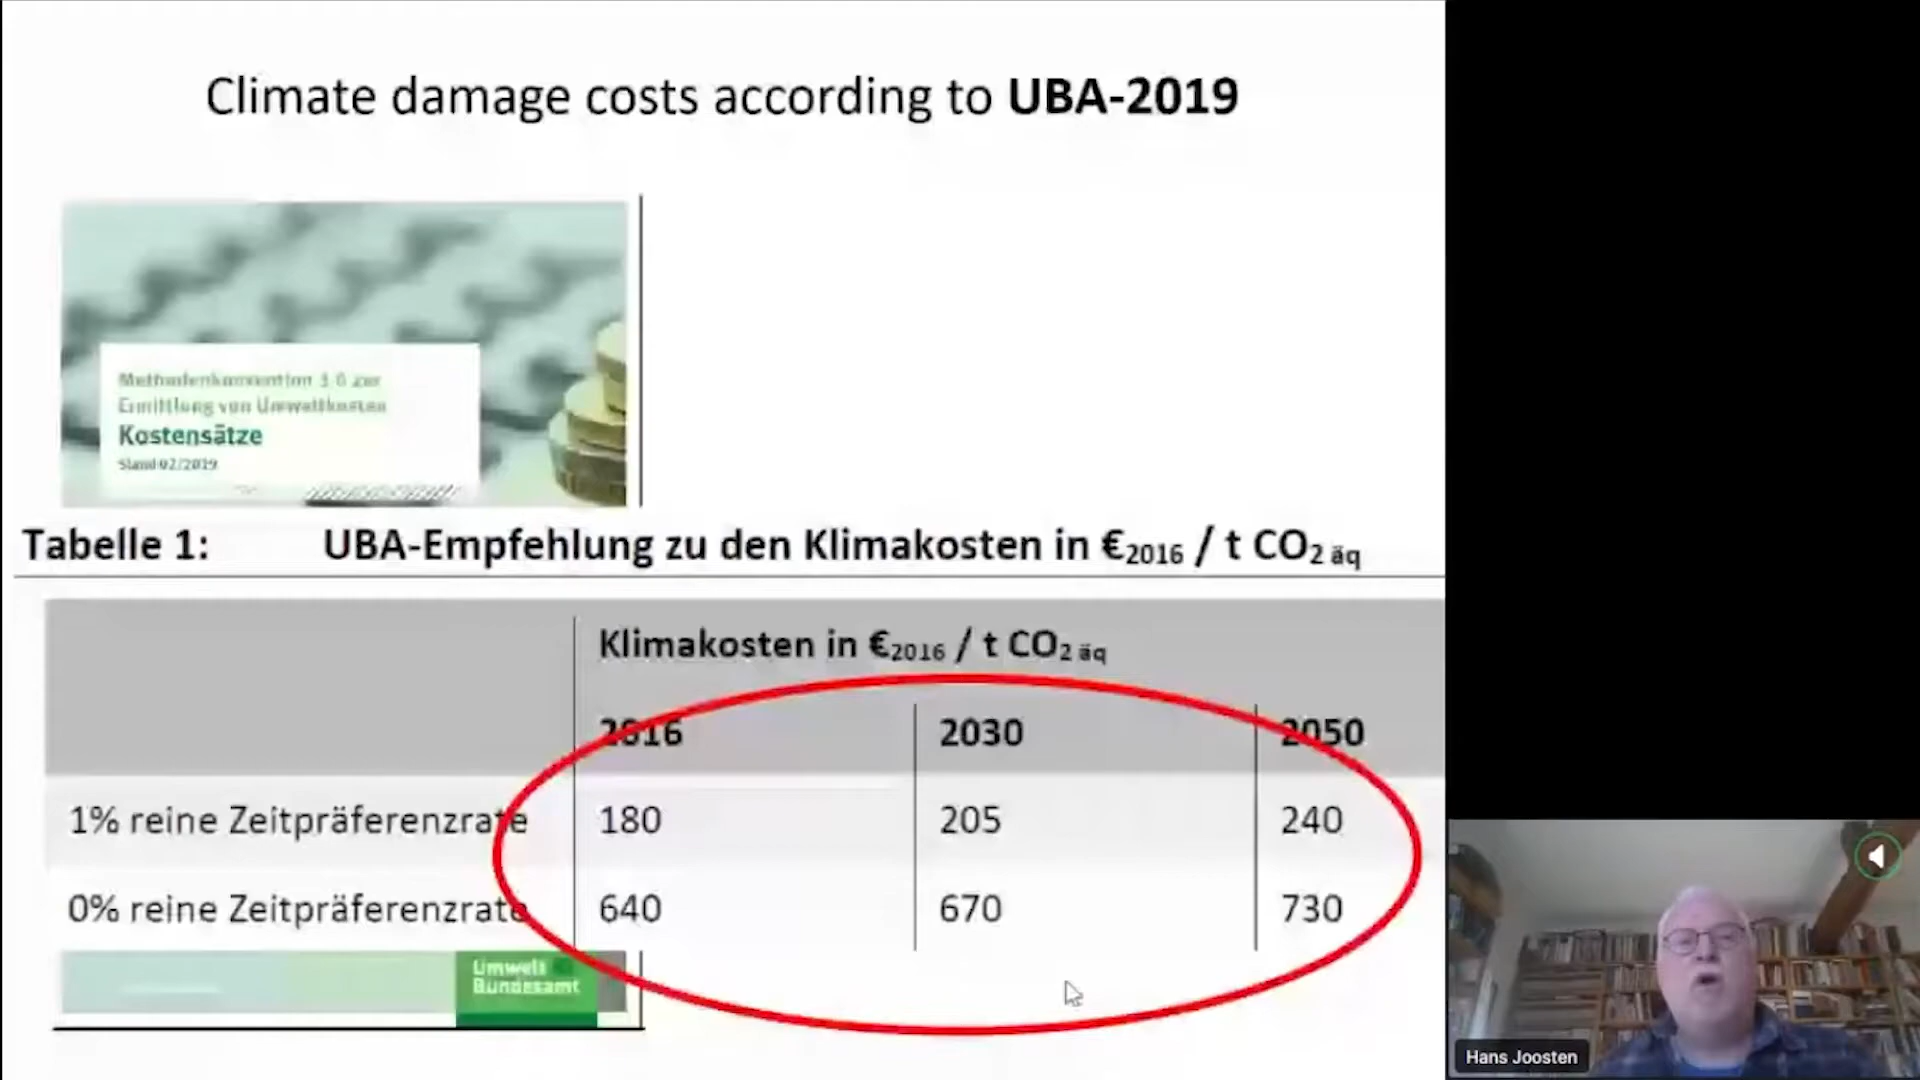 Climate damage costs according to UBA-2019
Methodenkonvention 3.0 zur
Ermittlung von Umweltkosten
Kostensätze
Stand 02/2019
Tabelle 1: UBA-Empfehlung zu den Klimakosten in €2016 / t CO2 äq
Klimakosten in €2016 / t CO2 äq
2016 2030 2050
1% reine Zeitpräferenzrate 180 205 240
0% reine Zeitpräferenzrate 640 670 730
Umwelt
Bundesamt
Hans Joosten